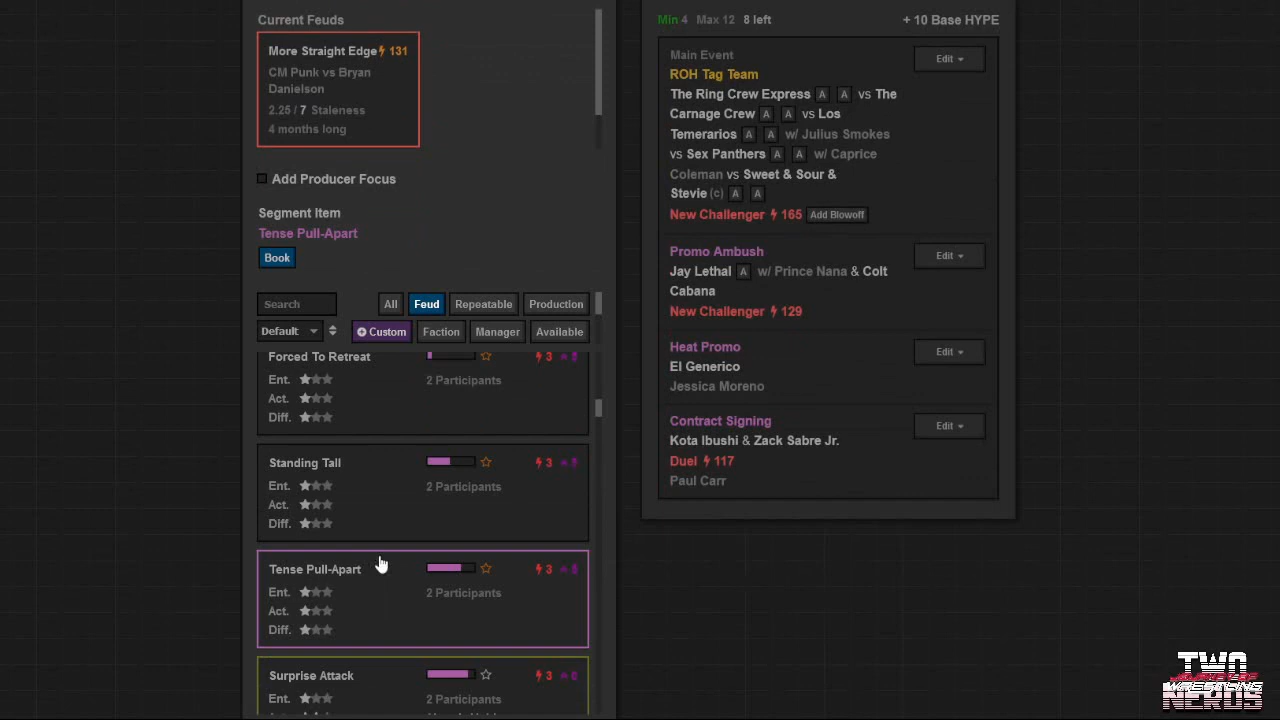 Current Feuds
More Straight Edge 131
CM Punk vs Bryan
Danielson
2.25 / 7 Staleness
4 months long
Add Producer Focus
Segment Item
Tense Pull-Apart
Book
Search All Feud Repeatable Production
Default Custom Faction Manager Available
Forced To Retreat 3
Ent. 2 Participants
Act.
Diff.
Standing Tall 3
Ent. 2 Participants
Act.
Diff.
Tense Pull-Apart 3
Ent. 2 Participants
Act.
Diff.
Surprise Attack 3 0
Ent. 2 Participants
Min 4 Max 12 8 left + 10 Base HYPE
Main Event Edit
ROH Tag Team
The Ring Crew Express A A vs The
Carnage Crew A A vs Los
Temerarios A A w/ Julius Smokes
vs Sex Panthers A A w/ Caprice
Coleman vs Sweet & Sour &
Stevie (c) A A
New Challenger 165 Add Blowoff
Promo Ambush Edit
Jay Lethal A w/ Prince Nana & Colt
Cabana
New Challenger 129
Heat Promo Edit
El Generico
Jessica Moreno
Contract Signing Edit
Kota Ibushi & Zack Sabre Jr.
Duel 117
Paul Carr
TWO
NERDS